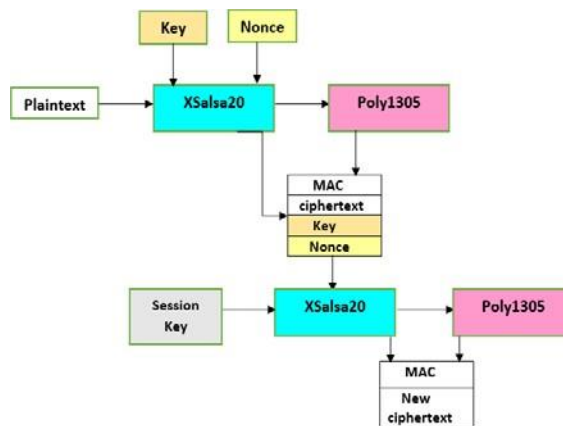 Key
Nonce
Plaintext
XSalsa20
Poly1305
MAC
ciphertext
Key
Nonce
Session
Key
XSalsa20
Poly1305
MAC
New
ciphertext